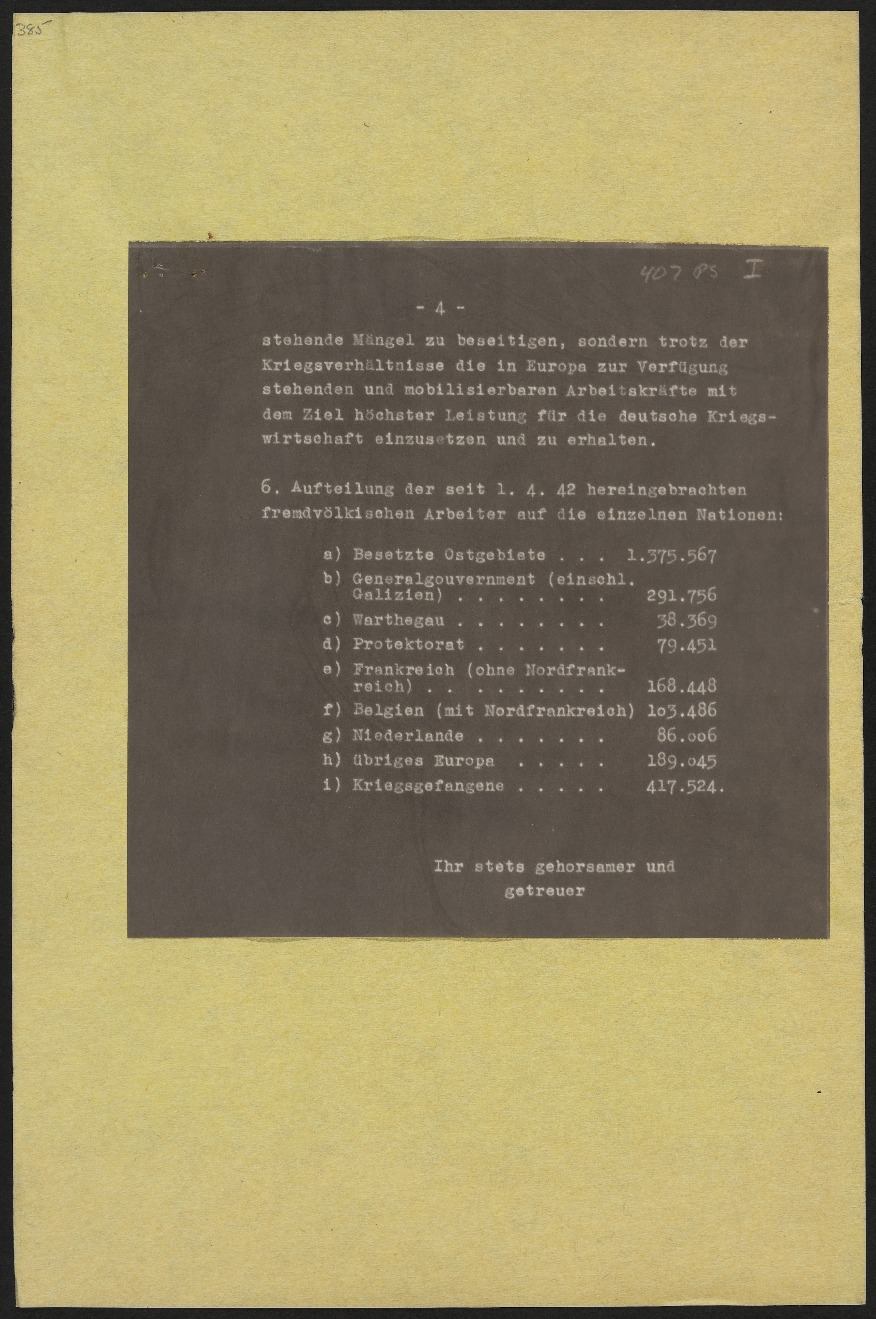 385
407 PS I
- 4 -
stehende Mängel zu beseitigen, sondern trotz der
Kriegsverhältnisse die in Europa zur Verfügung
stehenden und mobilisierbaren Arbeitskräfte mit
dem Ziel höchster Leistung für die deutsche Kriegs-
wirtschaft einzusetzen und zu erhalten.
6. Aufteilung der seit 1. 4. 42 hereingebrachten
fremdvölkischen Arbeiter auf die einzelnen Nationen:
a) Besetzte Ostgebiete . . . 1.375.567
b) Generalgouvernment (einschl.
Galizien) . . . . . . . . 291.756
c) Warthegau . . . . . . . . 38.369
d) Protektorat . . . . . . . 79.451
e) Frankreich (ohne Nordfrank-
reich) . . . . . . . . . . 168.448
f) Belgien (mit Nordfrankreich) 1o3.486
g) Niederlande . . . . . . . 86.oo6
h) übriges Europa . . . . . 189.o45
i) Kriegsgefangene . . . . . 417.524.
Ihr stets gehorsamer und
getreuer